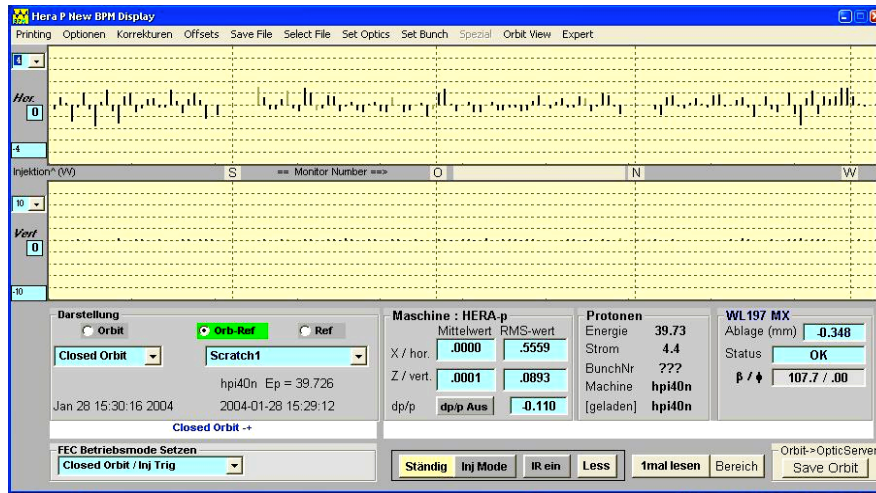 Hera P New BPM Display
Printing Optionen Korrekturen Offsets Save File Select File Set Optics Set Bunch Spezial Orbit View Expert
4
Hor.
0
-4
Injektion^ (W) S == Monitor Number ==> O N W
10
Vert
0
-10
Darstellung
Orbit Orb-Ref Ref
Closed Orbit Scratch1
hpi40n Ep = 39.726
Jan 28 15:30:16 2004 2004-01-28 15:29:12
Closed Orbit -+
FEC Betriebsmode Setzen
Closed Orbit / Inj Trig
Maschine : HERA-p
Mittelwert RMS-wert
X / hor. .0000 .5559
Z / vert. .0001 .0893
dp/p dp/p Aus -0.110
Protonen
Energie 39.73
Strom 4.4
BunchNr ???
Machine hpi40n
[geladen] hpi40n
WL197 MX
Ablage (mm) -0.348
Status OK
β / ϕ 107.7 / .00
Ständig Inj Mode IR ein Less 1mal lesen Bereich
Orbit->OpticServer
Save Orbit